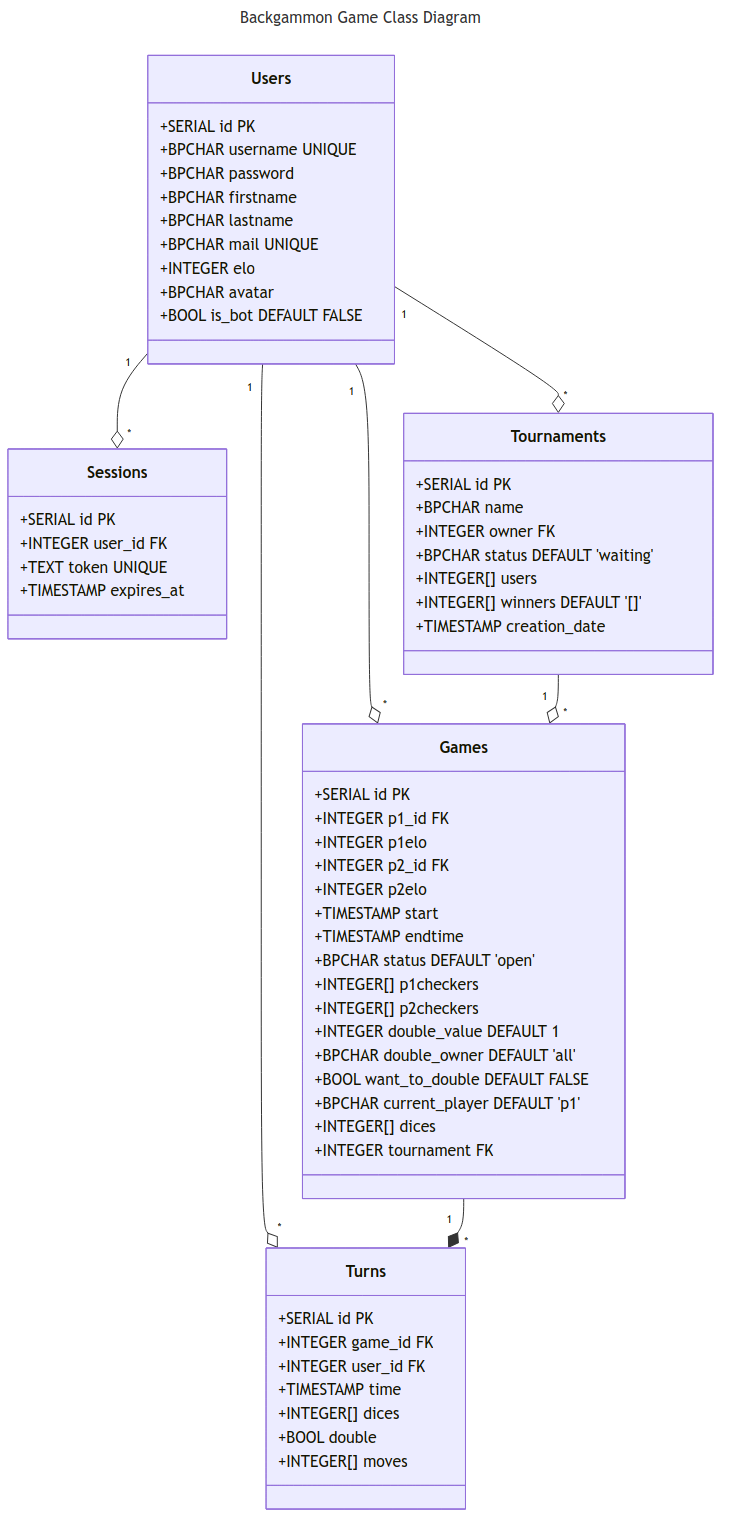 Backgammon Game Class Diagram
Users
+SERIAL id PK
+BPCHAR username UNIQUE
+BPCHAR password
+BPCHAR firstname
+BPCHAR lastname
+BPCHAR mail UNIQUE
+INTEGER elo
+BPCHAR avatar
+BOOL is_bot DEFAULT FALSE
1
1
1
1
*
*
Sessions
+SERIAL id PK
+INTEGER user_id FK
+TEXT token UNIQUE
+TIMESTAMP expires_at
Tournaments
+SERIAL id PK
+BPCHAR name
+INTEGER owner FK
+BPCHAR status DEFAULT 'waiting'
+INTEGER[] users
+INTEGER[] winners DEFAULT '[]'
+TIMESTAMP creation_date
1
*
*
Games
+SERIAL id PK
+INTEGER p1_id FK
+INTEGER p1elo
+INTEGER p2_id FK
+INTEGER p2elo
+TIMESTAMP start
+TIMESTAMP endtime
+BPCHAR status DEFAULT 'open'
+INTEGER[] p1checkers
+INTEGER[] p2checkers
+INTEGER double_value DEFAULT 1
+BPCHAR double_owner DEFAULT 'all'
+BOOL want_to_double DEFAULT FALSE
+BPCHAR current_player DEFAULT 'p1'
+INTEGER[] dices
+INTEGER tournament FK
1
*
*
Turns
+SERIAL id PK
+INTEGER game_id FK
+INTEGER user_id FK
+TIMESTAMP time
+INTEGER[] dices
+BOOL double
+INTEGER[] moves